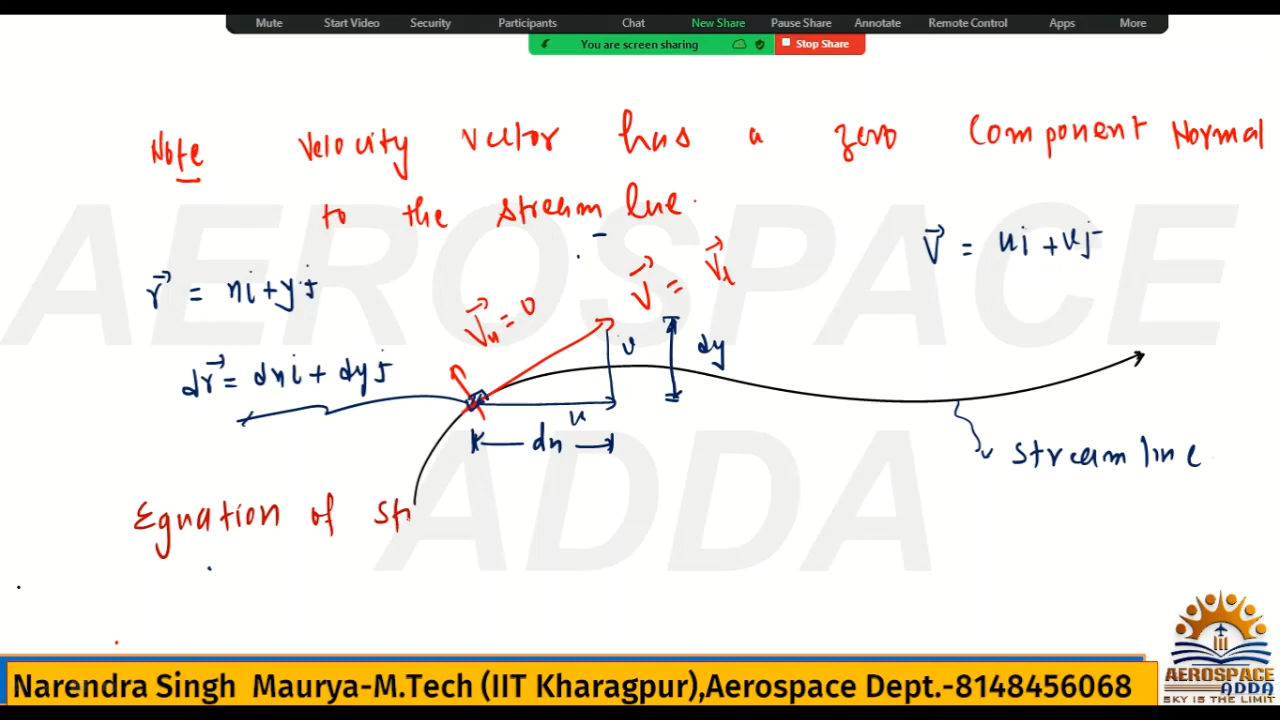 Mute Start Video Security Participants Chat New Share Pause Share Annotate Remote Control Apps More
You are screen sharing Stop Share
Note Velocity vector has a zero Component Normal
to the stream line.
V⃗ = ui + vj
r⃗ = xi + yj
V⃗n = 0
V⃗ = V⃗t
dr⃗ = dxi + dyj
v
dy
u
dx
stream line
Equation of st
AEROSPACE
ADDA
AEROSPACE
ADDA
SKY IS THE LIMIT
Narendra Singh Maurya-M.Tech (IIT Kharagpur),Aerospace Dept.-8148456068